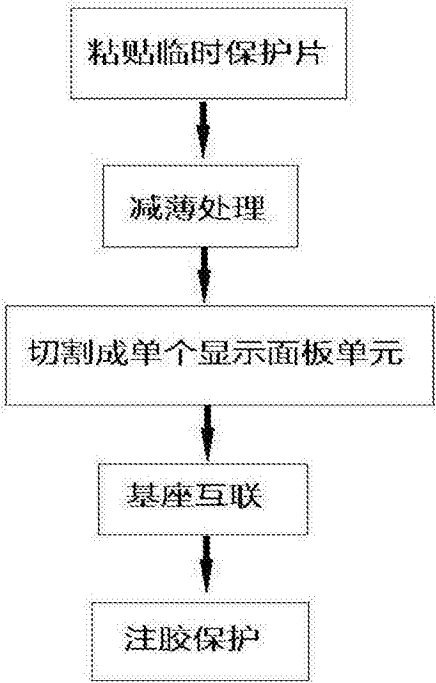 粘贴临时保护片
减薄处理
切割成单个显示面板单元
基座互联
注胶保护